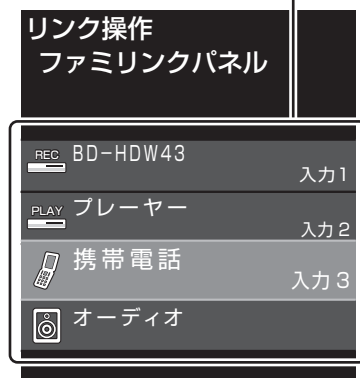 リンク操作
ファミリンクパネル
REC BD-HDW43
入力1
PLAY プレーヤー
入力2
携帯電話
入力3
オーディオ